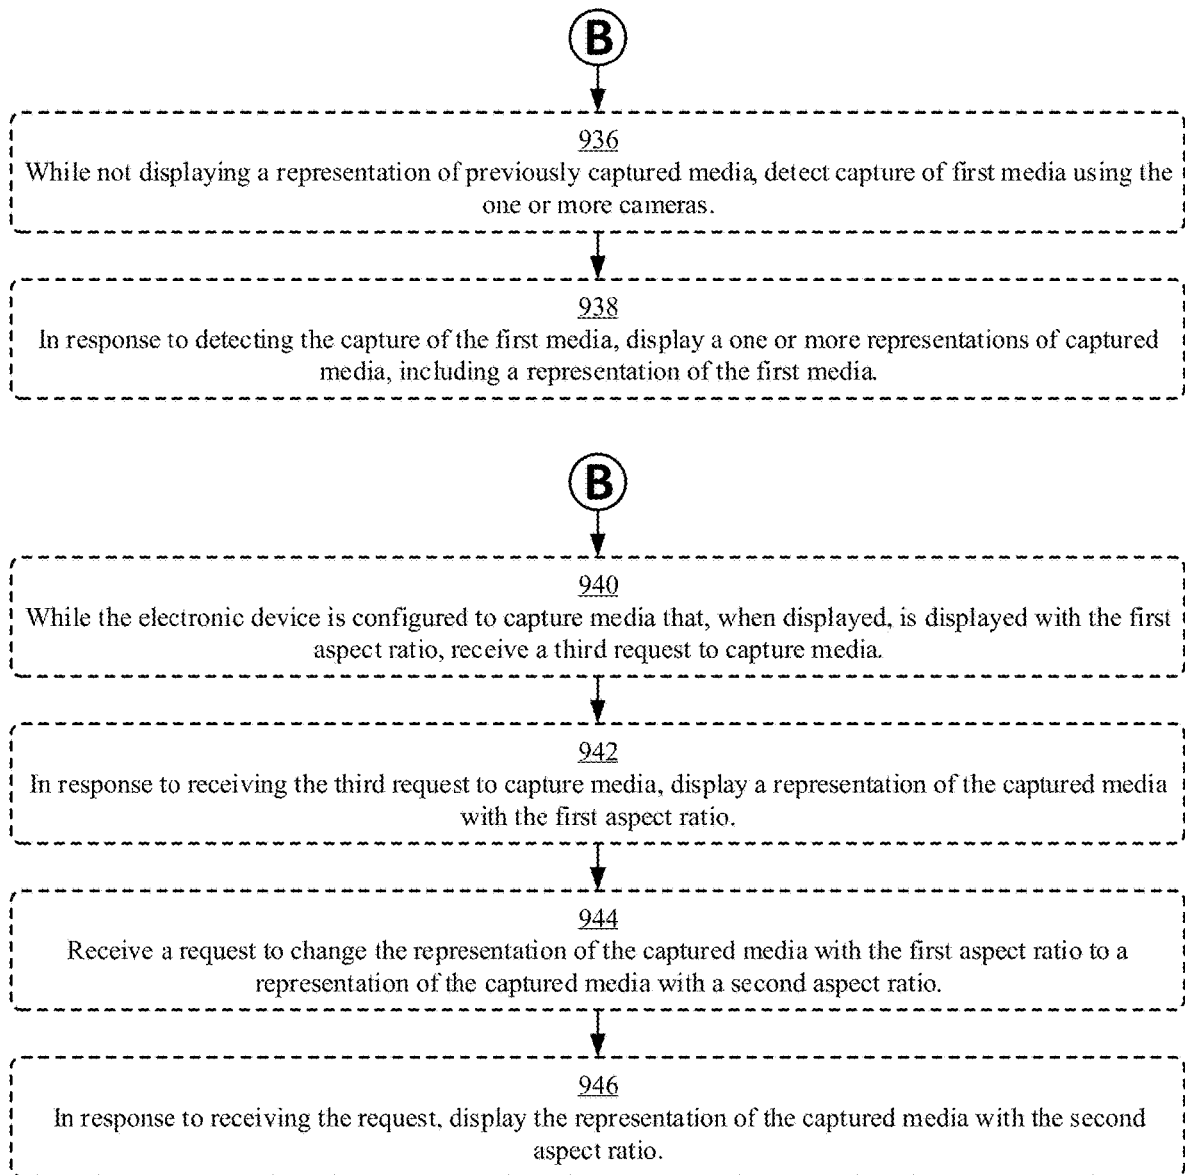 B
936
While not displaying a representation of previously captured media, detect capture of first media using the
one or more cameras.
938
In response to detecting the capture of the first media, display a one or more representations of captured
media, including a representation of the first media.
B
940
While the electronic device is configured to capture media that, when displayed, is displayed with the first
aspect ratio, receive a third request to capture media.
942
In response to receiving the third request to capture media, display a representation of the captured media
with the first aspect ratio.
944
Receive a request to change the representation of the captured media with the first aspect ratio to a
representation of the captured media with a second aspect ratio.
946
In response to receiving the request, display the representation of the captured media with the second
aspect ratio.